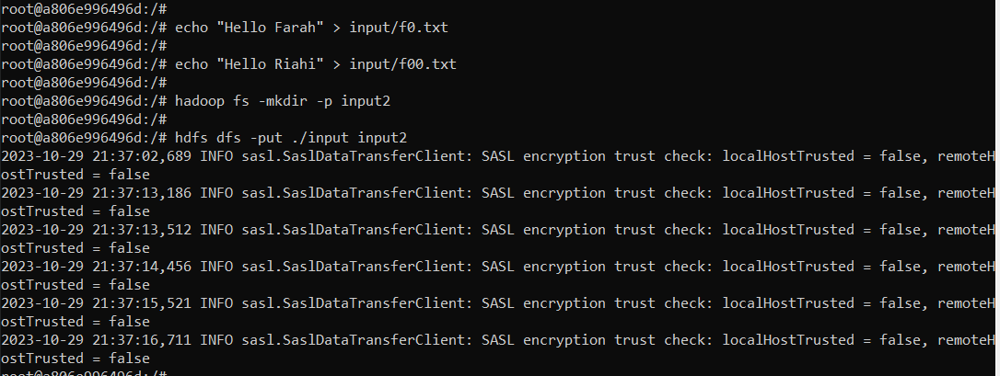 root@a806e996496d:/#
root@a806e996496d:/# echo "Hello Farah" > input/f0.txt
root@a806e996496d:/#
root@a806e996496d:/# echo "Hello Riahi" > input/f00.txt
root@a806e996496d:/#
root@a806e996496d:/# hadoop fs -mkdir -p input2
root@a806e996496d:/#
root@a806e996496d:/# hdfs dfs -put ./input input2
2023-10-29 21:37:02,689 INFO sasl.SaslDataTransferClient: SASL encryption trust check: localHostTrusted = false, remoteH
ostTrusted = false
2023-10-29 21:37:13,186 INFO sasl.SaslDataTransferClient: SASL encryption trust check: localHostTrusted = false, remoteH
ostTrusted = false
2023-10-29 21:37:13,512 INFO sasl.SaslDataTransferClient: SASL encryption trust check: localHostTrusted = false, remoteH
ostTrusted = false
2023-10-29 21:37:14,456 INFO sasl.SaslDataTransferClient: SASL encryption trust check: localHostTrusted = false, remoteH
ostTrusted = false
2023-10-29 21:37:15,521 INFO sasl.SaslDataTransferClient: SASL encryption trust check: localHostTrusted = false, remoteH
ostTrusted = false
2023-10-29 21:37:16,711 INFO sasl.SaslDataTransferClient: SASL encryption trust check: localHostTrusted = false, remoteH
ostTrusted = false
root@a806e996496d:/#